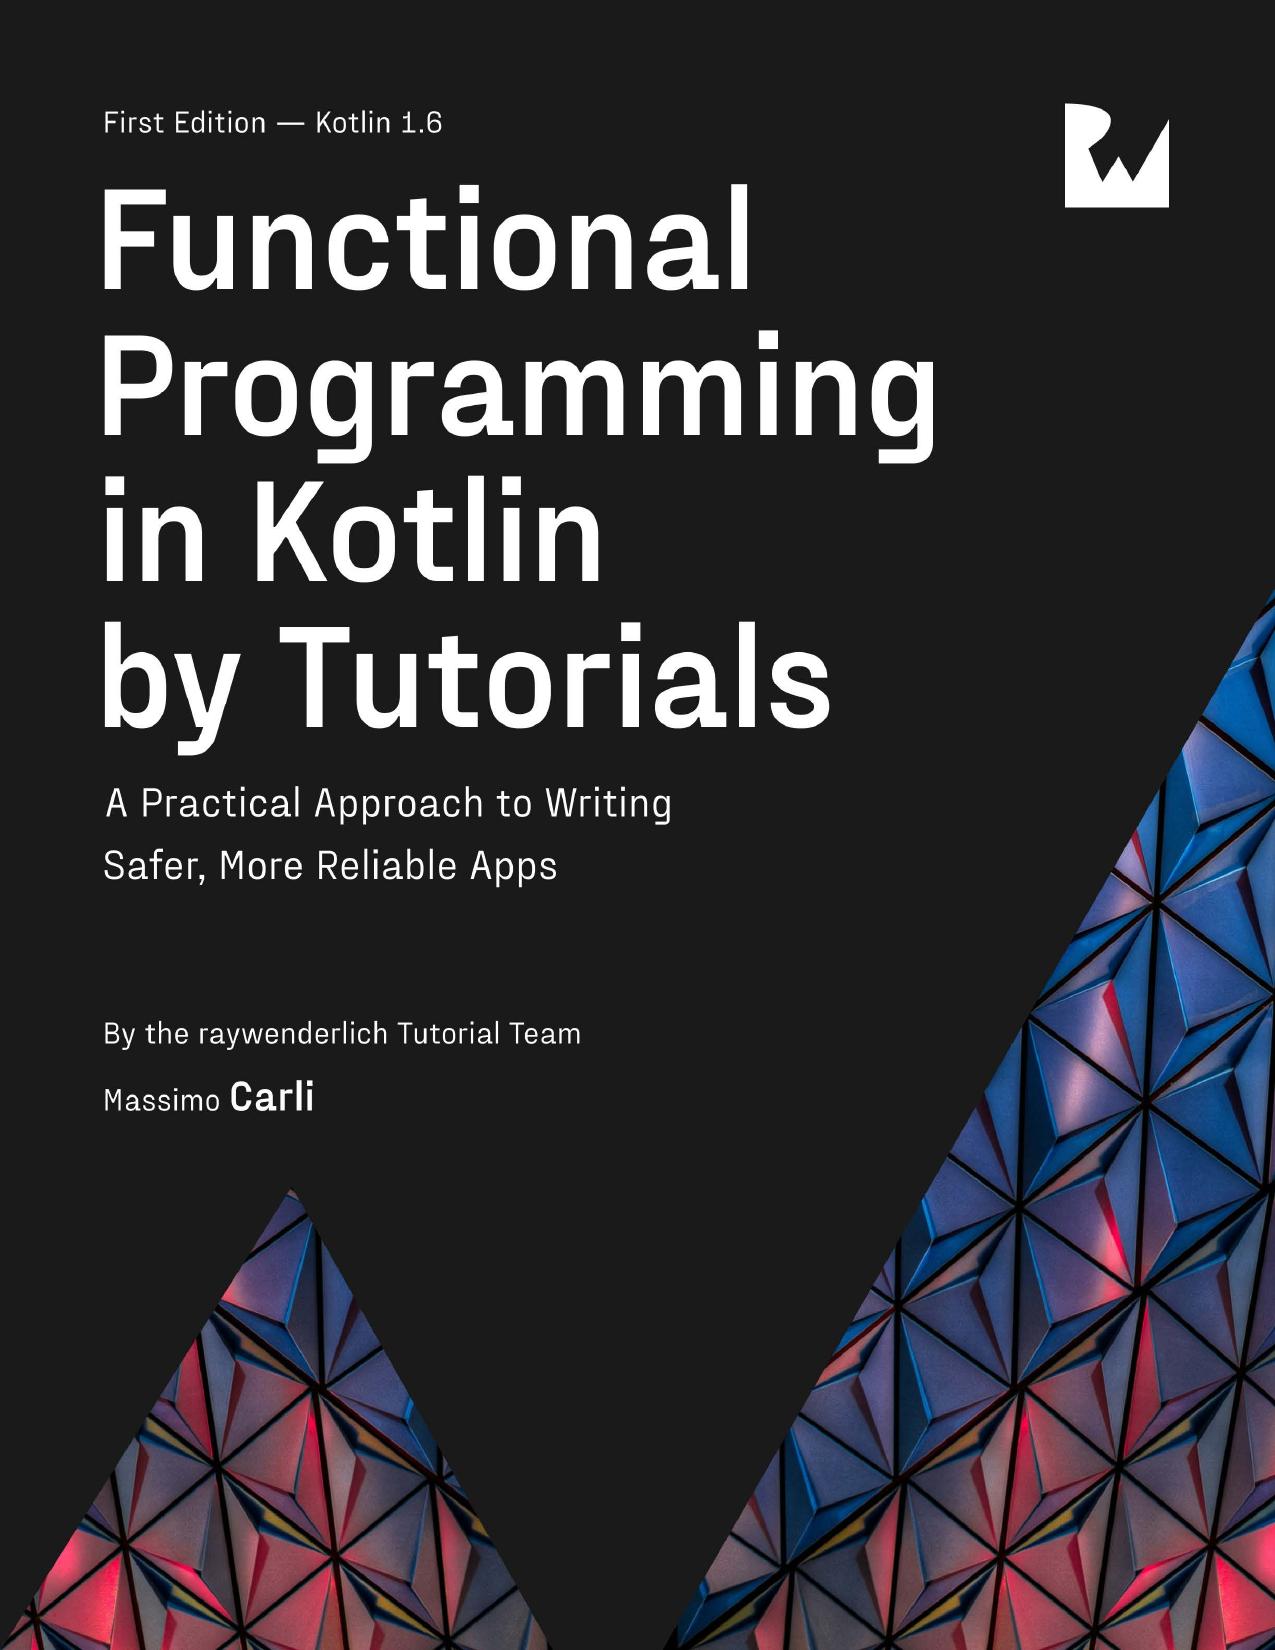 First Edition — Kotlin 1.6
Functional
Programming
in Kotlin
by Tutorials
A Practical Approach to Writing
Safer, More Reliable Apps
By the raywenderlich Tutorial Team
Massimo Carli